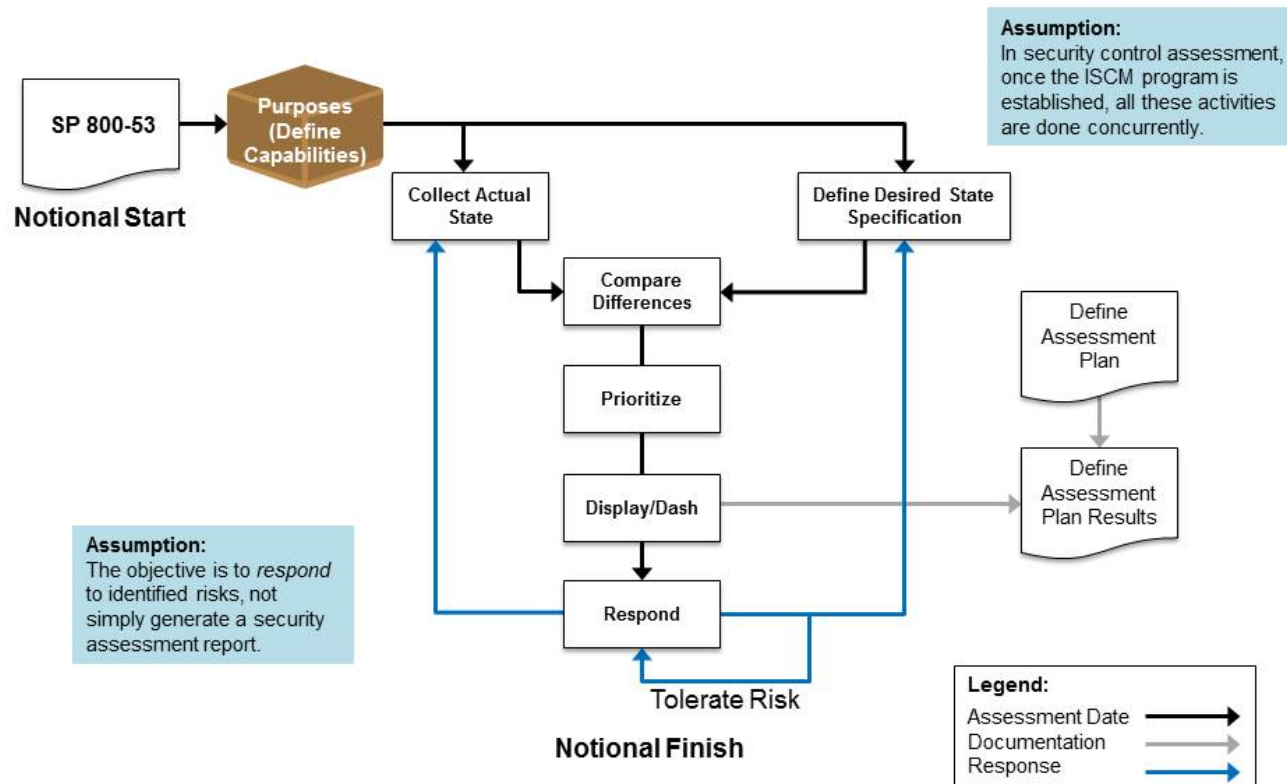 Assumption:
In security control assessment,
once the ISCM program is
established, all these activities
are done concurrently.
SP 800-53
Purposes
(Define
Capabilities)
Notional Start
Collect Actual
State
Define Desired State
Specification
Compare
Differences
Define
Assessment
Plan
Prioritize
Display/Dash
Define
Assessment
Plan Results
Assumption:
The objective is to respond
to identified risks, not
simply generate a security
assessment report.
Respond
Tolerate Risk
Notional Finish
Legend:
Assessment Date
Documentation
Response